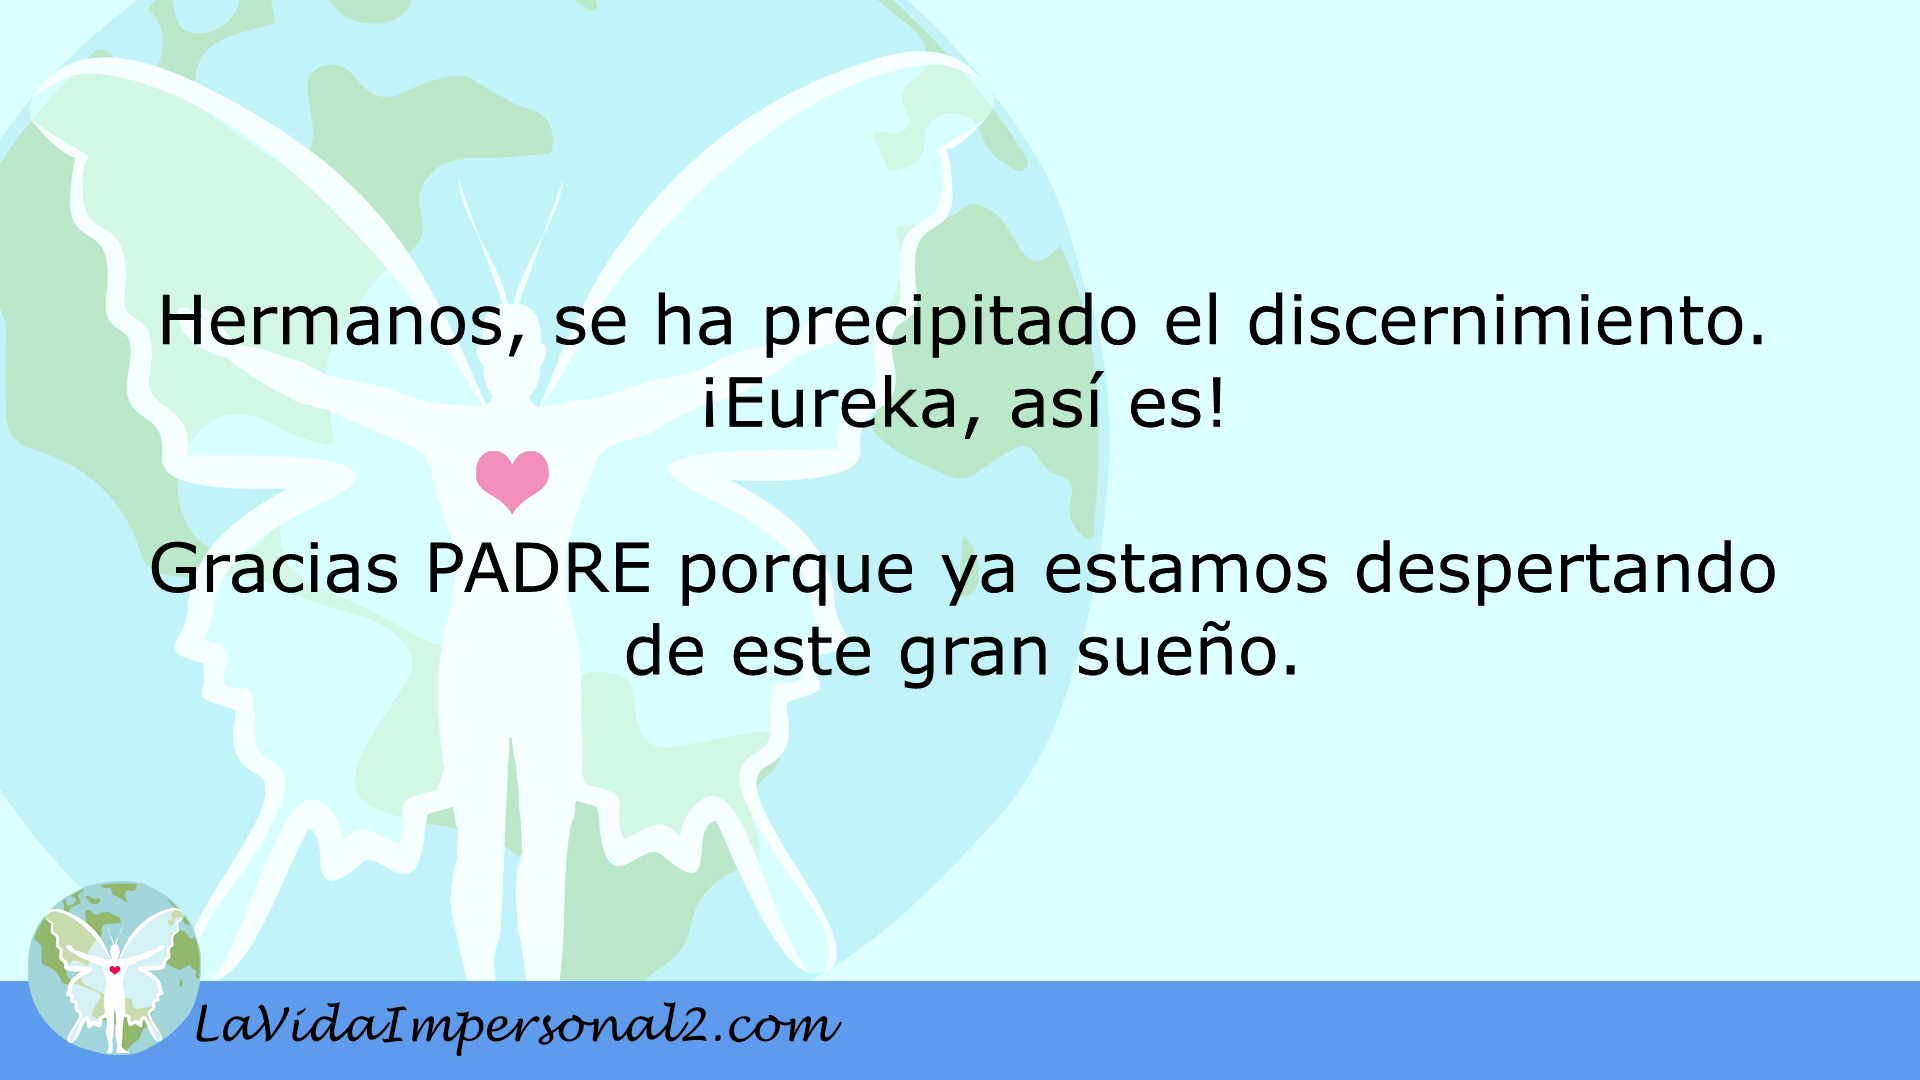 Hermanos, se ha precipitado el discernimiento.
¡Eureka, así es!
Gracias PADRE porque ya estamos despertando
de este gran sueño.
LaVidaImpersonal2.com